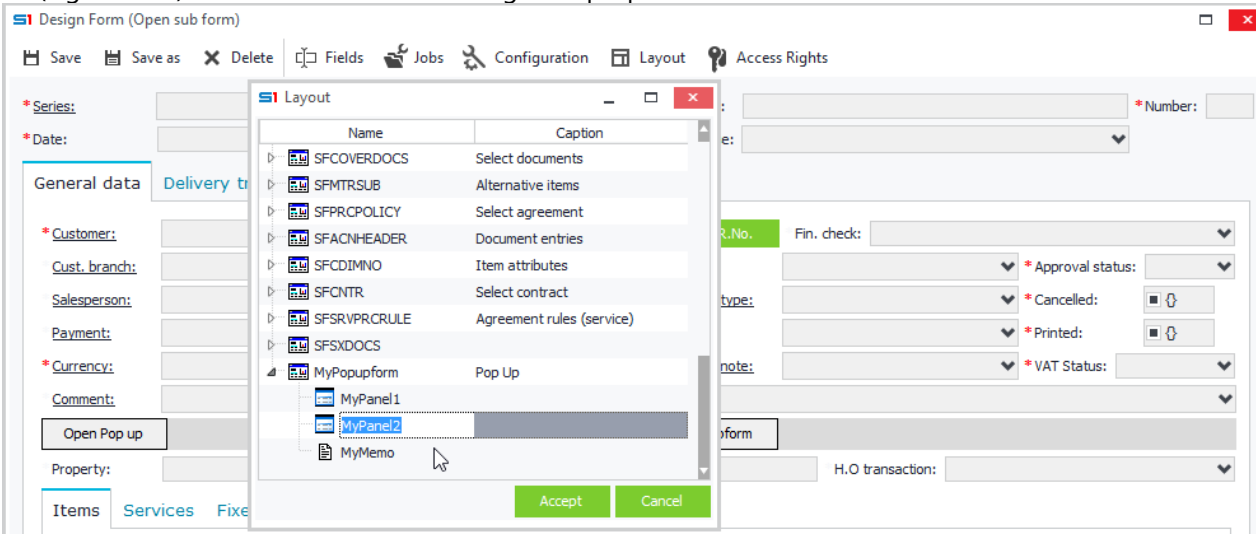 S1 Design Form (Open sub form)
Save Save as Delete Fields Jobs Configuration Layout Access Rights
* Series:
* Number:
* Date:
e:
S1 Layout
Name Caption
SFCOVERDOCS Select documents
SFMTRSUB Alternative items
SFPRCPOLICY Select agreement
SFACNHEADER Document entries
SFCDIMNO Item attributes
SFCNTR Select contract
SFSRVPRCRULE Agreement rules (service)
SFSXDOCS
MyPopupform Pop Up
MyPanel1
MyPanel2
MyMemo
Accept Cancel
General data Delivery tr
* Customer: R.No. Fin. check:
Cust. branch: * Approval status:
Salesperson: type: * Cancelled: {}
Payment: * Printed: {}
* Currency: note: * VAT Status:
Comment:
Open Pop up form
Property: H.O transaction:
Items Services Fixe